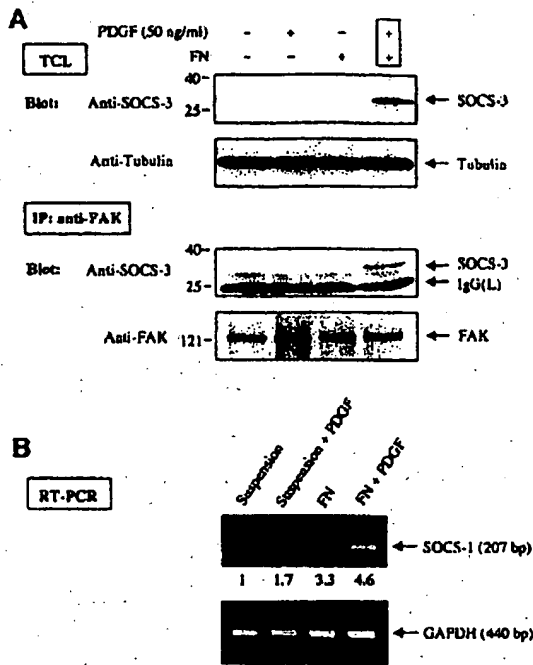 A
PDGF (50 ng/ml) - + - +
FN - - + +
TCL
Blot: Anti-SOCS-3 40- 25- ← SOCS-3
Anti-Tubulin ← Tubulin
IP: anti-FAK
Blot: Anti-SOCS-3 40- 25- ← SOCS-3
← IgG(L)
Anti-FAK 121- ← FAK
B
RT-PCR
Suspension Suspension + PDGF FN FN + PDGF
← SOCS-1 (207 bp)
1 1.7 3.3 4.6
← GAPDH (440 bp)